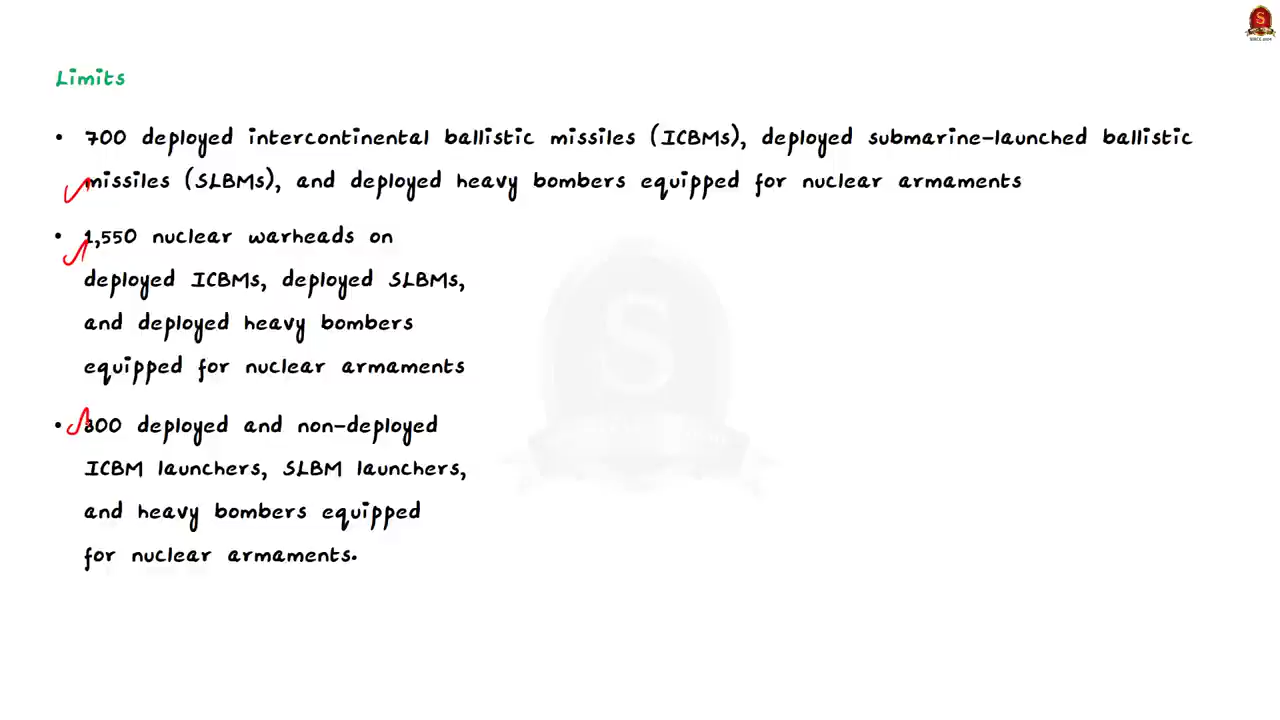 Limits
• 700 deployed intercontinental ballistic missiles (ICBMs), deployed submarine-launched ballistic
missiles (SLBMs), and deployed heavy bombers equipped for nuclear armaments
• 1,550 nuclear warheads on
deployed ICBMs, deployed SLBMs,
and deployed heavy bombers
equipped for nuclear armaments
• 800 deployed and non-deployed
ICBM launchers, SLBM launchers,
and heavy bombers equipped
for nuclear armaments.
S
SINCE 2004
S